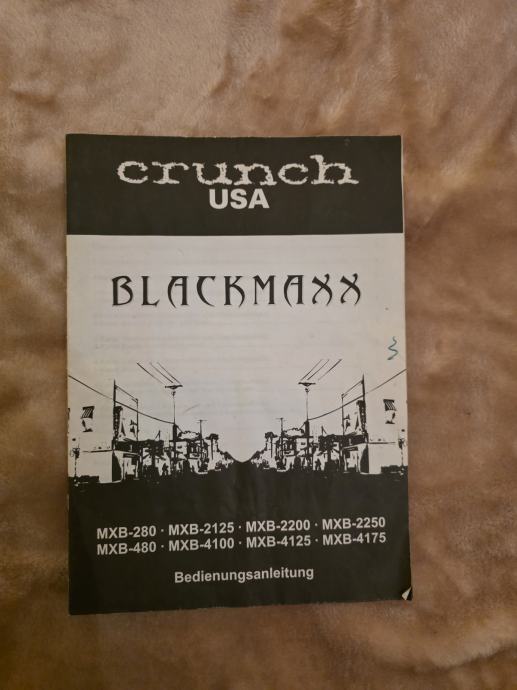 crunch
USA
BLACKMAXX
MXB-280 · MXB-2125 · MXB-2200 · MXB-2250
MXB-480 · MXB-4100 · MXB-4125 · MXB-4175
Bedienungsanleitung